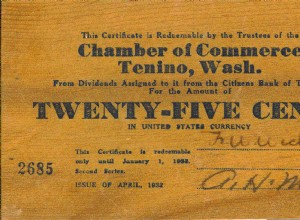 This Certificate is Redeemable by the Trustees of the
Chamber of Commerce
Tenino, Wash.
From Dividends Assigned to it from the Citizens Bank of T
For the Amount of
TWENTY-FIVE CEN
IN UNITED STATES CURRENCY
This Certificate is redeemable
only until January 1, 1933.
Second Series.
2685
ISSUE OF APRIL, 1932
A.H.M